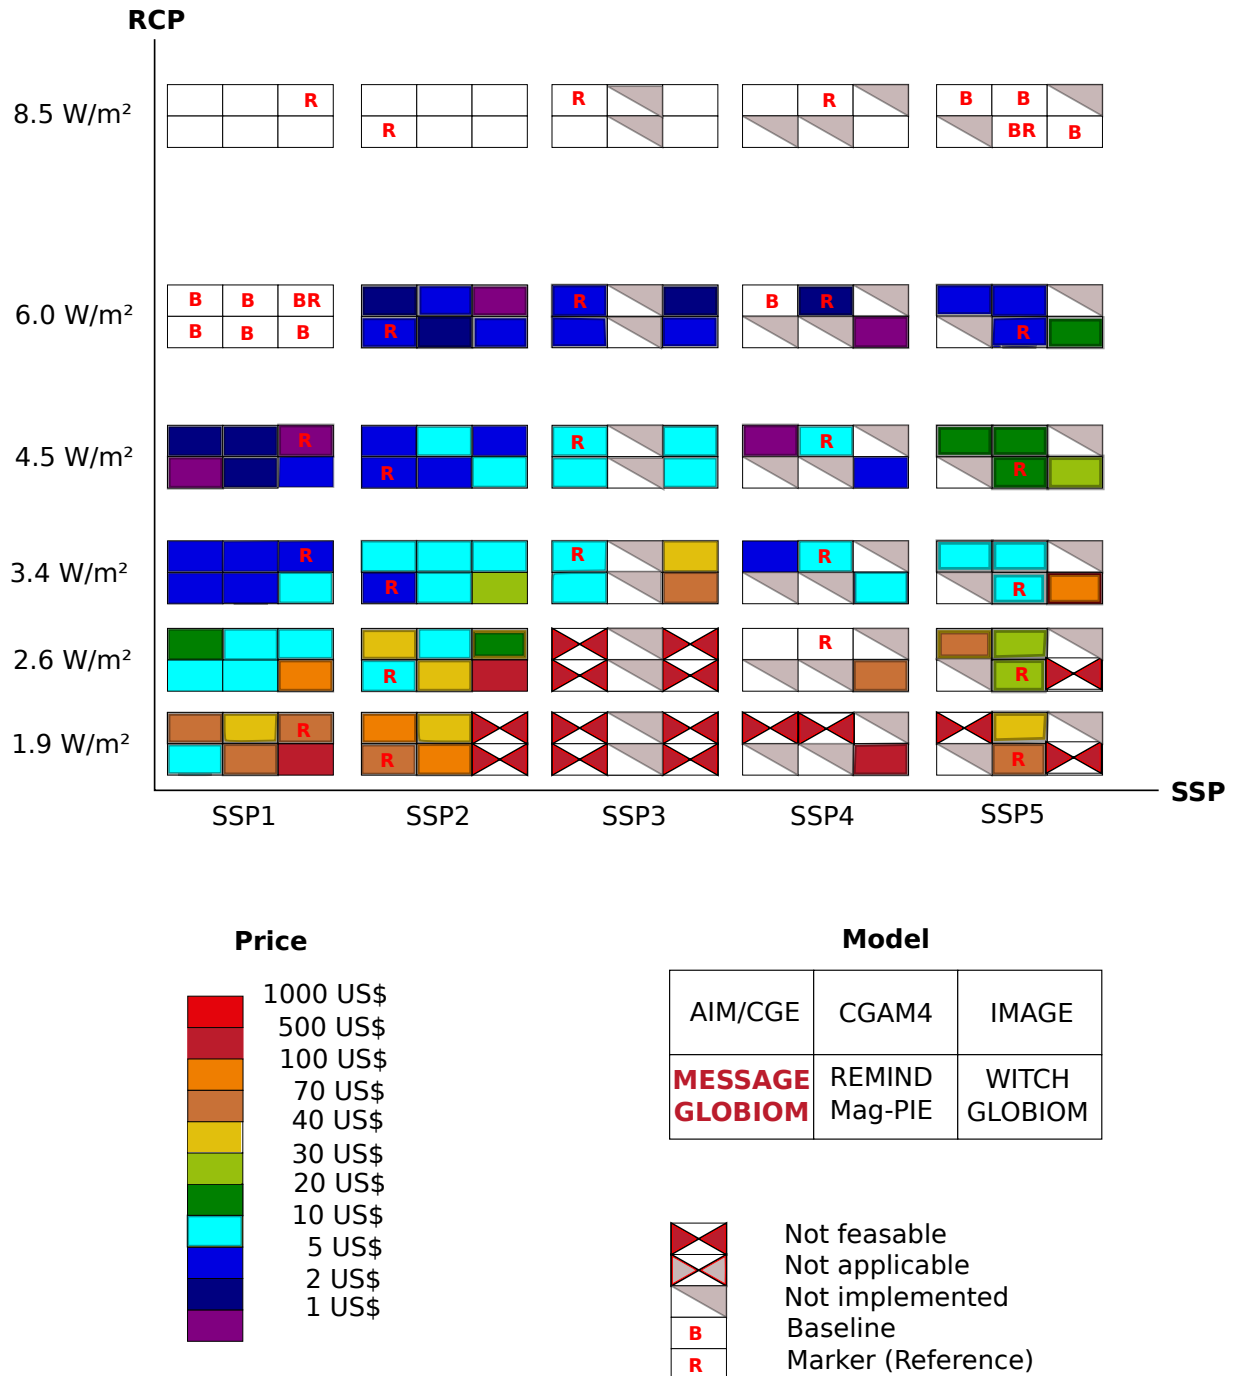 RCP
8.5 W/m²
R
R B B
R
BR B
6.0 W/m²
B B BR R B R
B B B R R
4.5 W/m²
R R R
R R
3.4 W/m²
R R R
R R
2.6 W/m²
R
R R
1.9 W/m²
R
R R
SSP
SSP1 SSP2 SSP3 SSP4 SSP5
Price
1000 US$
500 US$
100 US$
70 US$
40 US$
30 US$
20 US$
10 US$
5 US$
2 US$
1 US$
Model
AIM/CGE CGAM4 IMAGE
MESSAGE REMIND WITCH
GLOBIOM Mag-PIE GLOBIOM
Not feasable
Not applicable
Not implemented
B Baseline
R Marker (Reference)